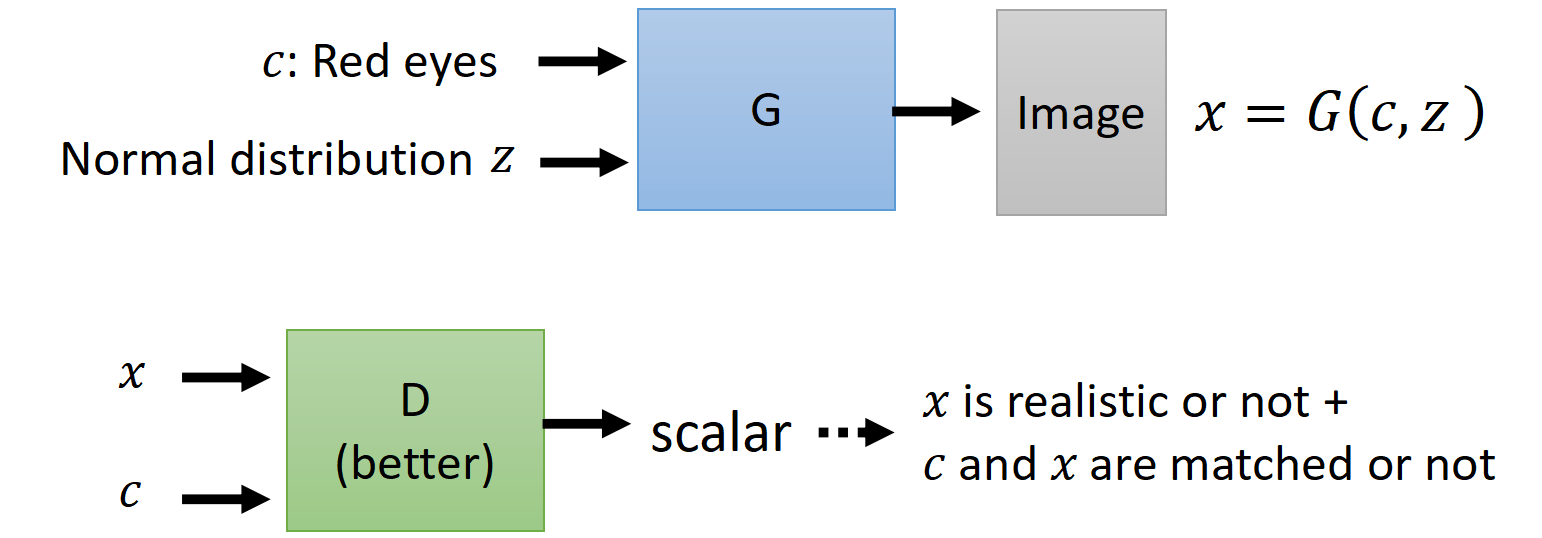 c: Red eyes
Normal distribution z
G
Image
x = G(c, z )
x
c
D
(better)
scalar
x is realistic or not +
c and x are matched or not